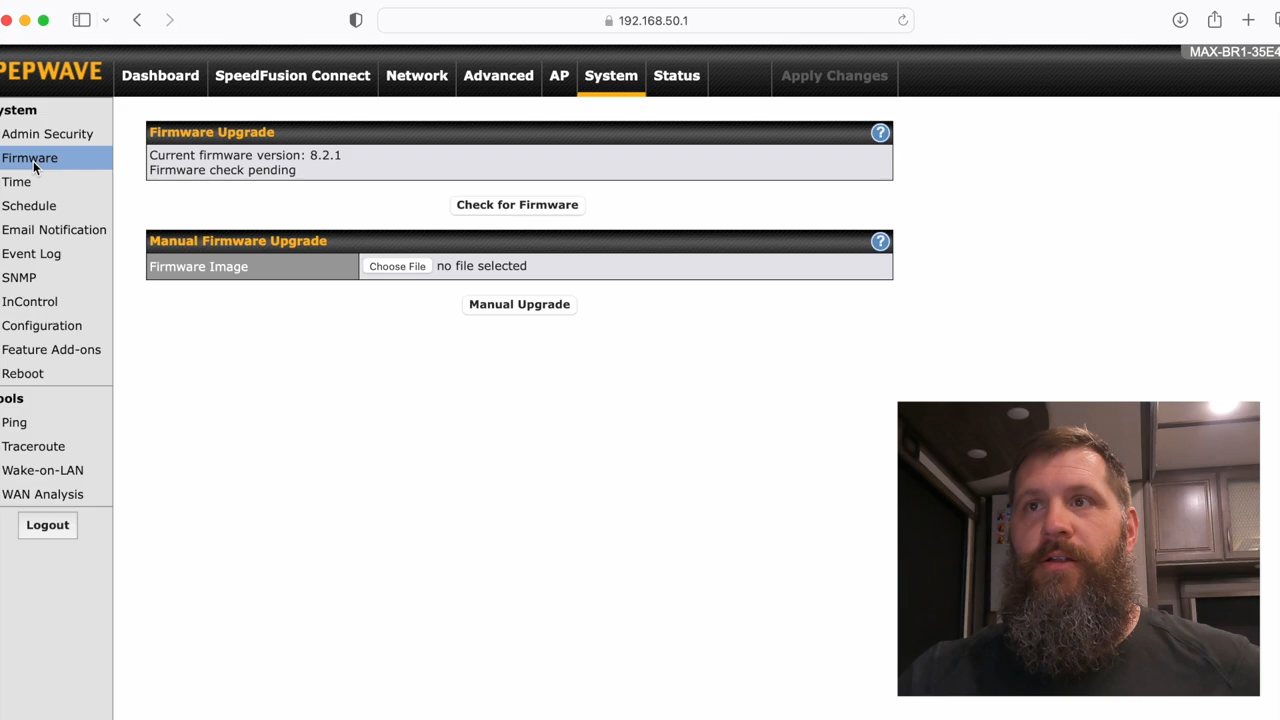 192.168.50.1
MAX-BR1-35E4
PEPWAVE
Dashboard
SpeedFusion Connect
Network
Advanced
AP
System
Status
Apply Changes
ystem
Admin Security
Firmware
Time
Schedule
Email Notification
Event Log
SNMP
InControl
Configuration
Feature Add-ons
Reboot
ools
Ping
Traceroute
Wake-on-LAN
WAN Analysis
Logout
Firmware Upgrade ?
Current firmware version: 8.2.1
Firmware check pending
Check for Firmware
Manual Firmware Upgrade ?
Firmware Image Choose File no file selected
Manual Upgrade